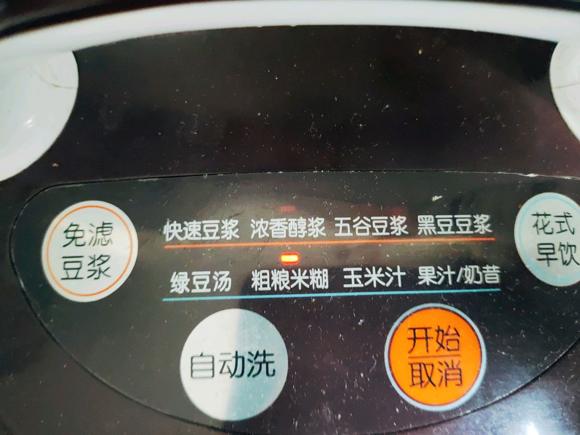 快速豆浆 浓香醇浆 五谷豆浆 黑豆豆浆
免滤
豆浆
花式
早饮
绿豆汤 粗粮米糊 玉米汁 果汁/奶昔
自动洗
开始
取消